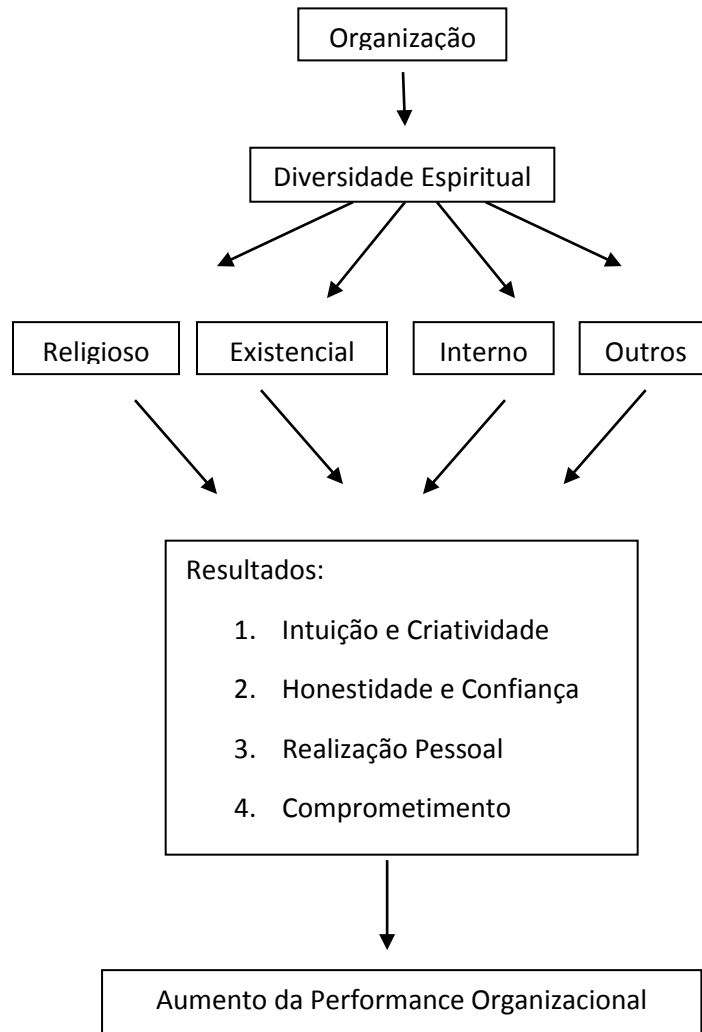 Organização
Diversidade Espiritual
Religioso
Existencial
Interno
Outros
Resultados:
1. Intuição e Criatividade
2. Honestidade e Confiança
3. Realização Pessoal
4. Comprometimento
Aumento da Performance Organizacional